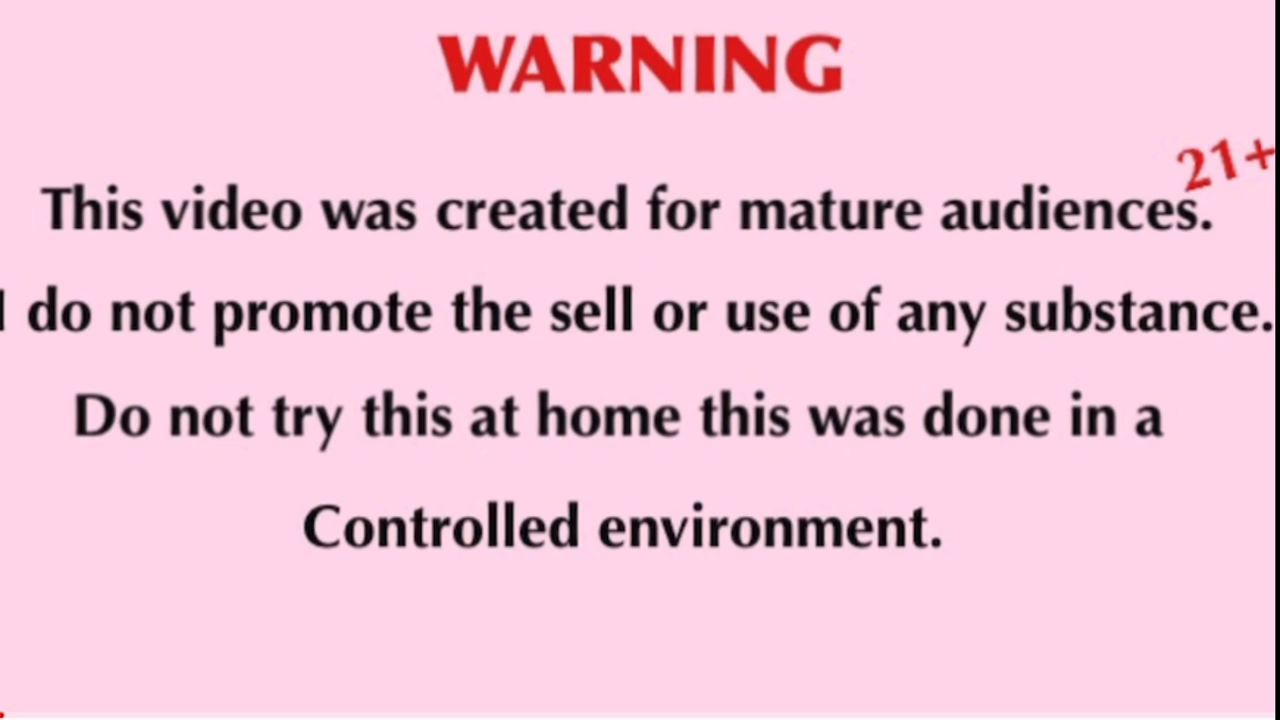 WARNING
21+
This video was created for mature audiences.
I do not promote the sell or use of any substance.
Do not try this at home this was done in a
Controlled environment.